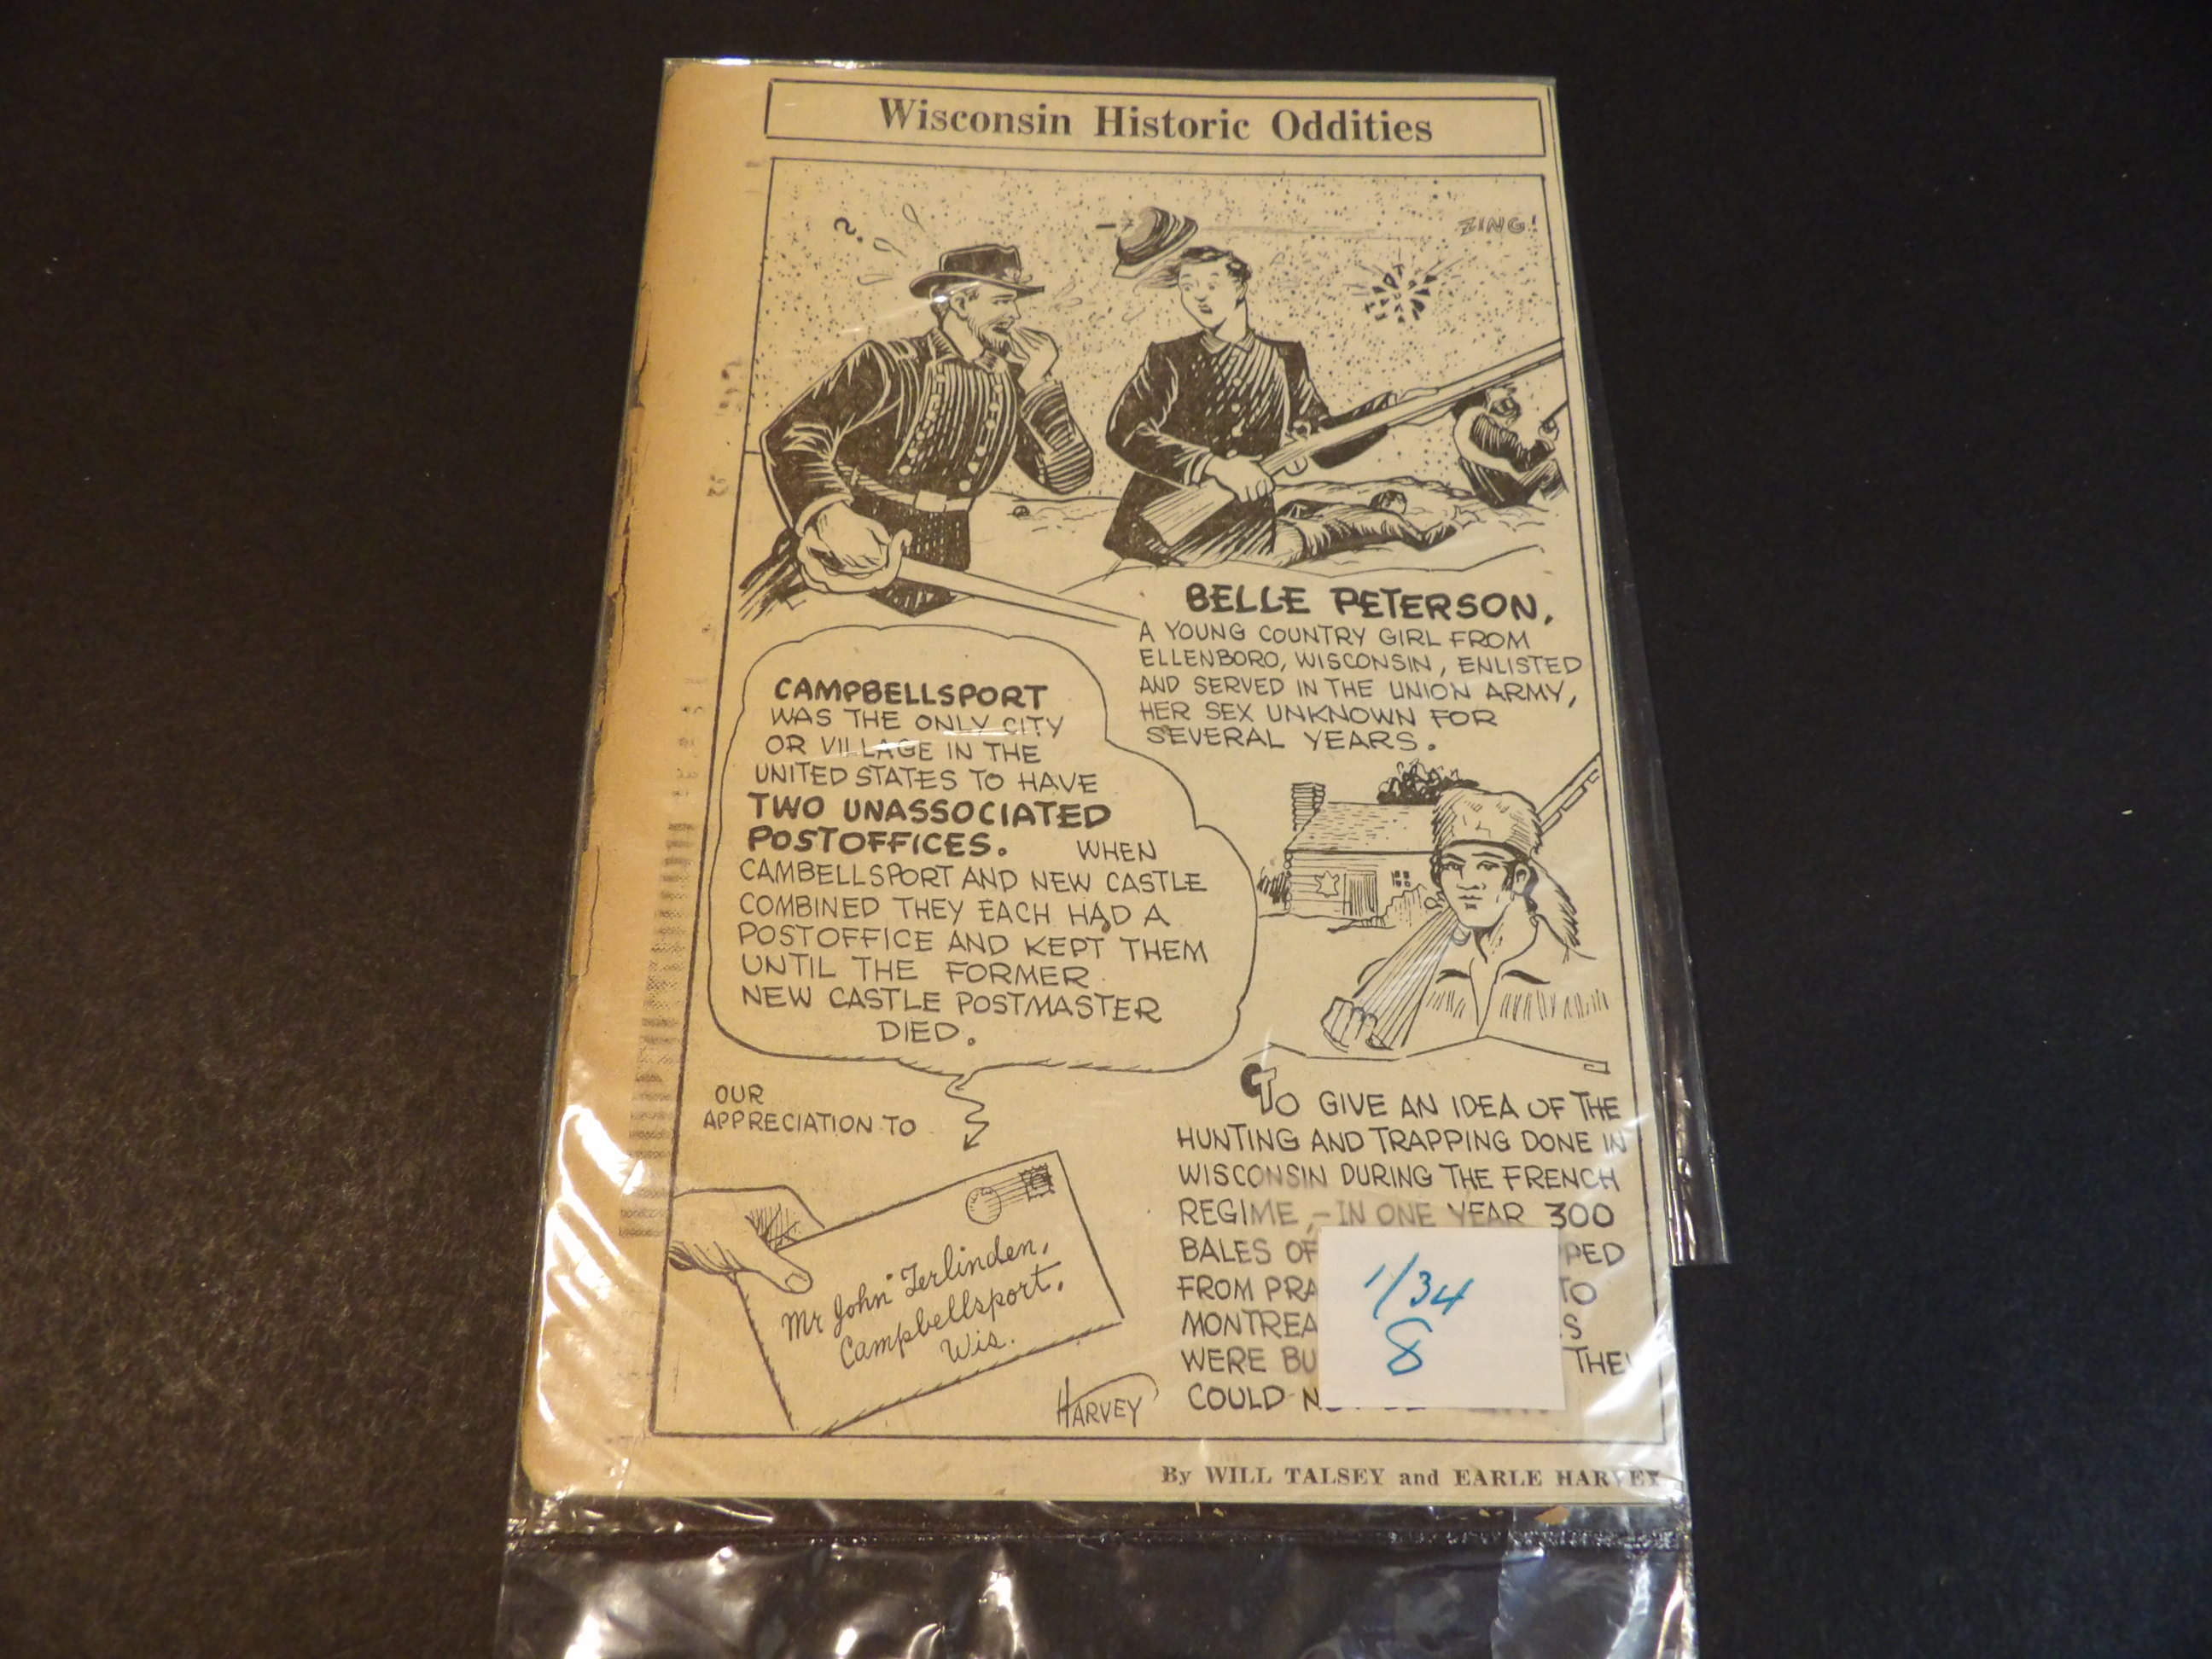 Wisconsin Historic Oddities
?
ZING!
BELLE PETERSON,
A YOUNG COUNTRY GIRL FROM
ELLENBORO, WISCONSIN, ENLISTED
AND SERVED IN THE UNION ARMY,
HER SEX UNKNOWN FOR
SEVERAL YEARS.
CAMPBELLSPORT
WAS THE ONLY CITY
OR VILLAGE IN THE
UNITED STATES TO HAVE
TWO UNASSOCIATED
POSTOFFICES. WHEN
CAMBELLSPORT AND NEW CASTLE
COMBINED THEY EACH HAD A
POSTOFFICE AND KEPT THEM
UNTIL THE FORMER
NEW CASTLE POSTMASTER
DIED.
OUR
APPRECIATION TO
Mr John Terlinden,
Campbellsport,
Wis.
HARVEY
TO GIVE AN IDEA OF THE
HUNTING AND TRAPPING DONE IN
WISCONSIN DURING THE FRENCH
REGIME,- IN ONE YEAR 300
BALES OF
FROM TO
WERE
COULD
1/34
8
By WILL TALSEY and EARLE HARVEY